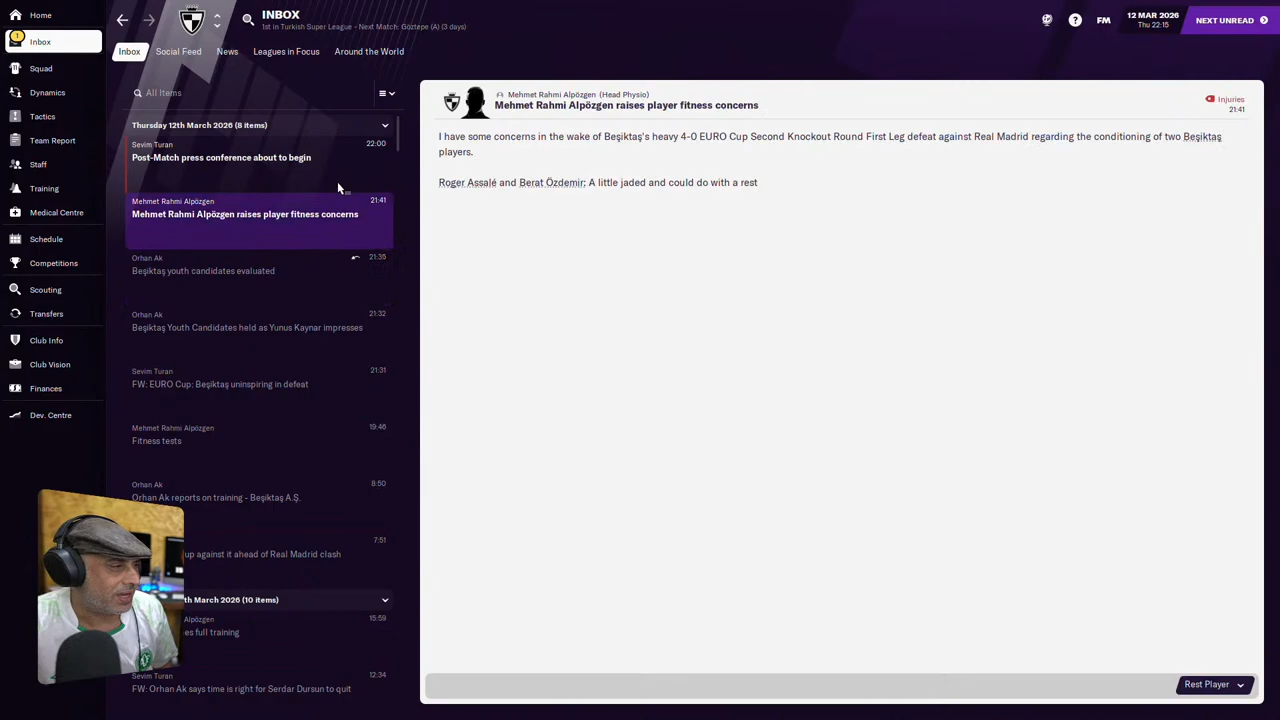 Home
Inbox
1
Squad
Dynamics
Tactics
Team Report
Staff
Training
Medical Centre
Schedule
Competitions
Scouting
Transfers
Club Info
Club Vision
Finances
Dev. Centre
INBOX
1st in Turkish Super League - Next Match: Göztepe (A) (3 days)
FM
12 MAR 2026
Thu 22:15
NEXT UNREAD
Inbox
Social Feed
News
Leagues in Focus
Around the World
All Items
Thursday 12th March 2026 (8 items)
Sevim Turan
22:00
Post-Match press conference about to begin
Mehmet Rahmi Alpözgen
21:41
Mehmet Rahmi Alpözgen raises player fitness concerns
Orhan Ak
21:35
Beşiktaş youth candidates evaluated
Orhan Ak
21:32
Beşiktaş Youth Candidates held as Yunus Kaynar impresses
Sevim Turan
21:31
FW: EURO Cup: Beşiktaş uninspiring in defeat
Mehmet Rahmi Alpözgen
19:46
Fitness tests
Orhan Ak
8:50
Orhan Ak reports on training - Beşiktaş A.Ş.
7:51
up against it ahead of Real Madrid clash
th March 2026 (10 items)
Alpözgen
15:59
es full training
Sevim Turan
12:34
FW: Orhan Ak says time is right for Serdar Dursun to quit
Mehmet Rahmi Alpözgen (Head Physio)
Mehmet Rahmi Alpözgen raises player fitness concerns
Injuries
21:41
I have some concerns in the wake of Beşiktaş's heavy 4-0 EURO Cup Second Knockout Round First Leg defeat against Real Madrid regarding the conditioning of two Beşiktaş
players.
Roger Assalé and Berat Özdemir: A little jaded and could do with a rest
Rest Player